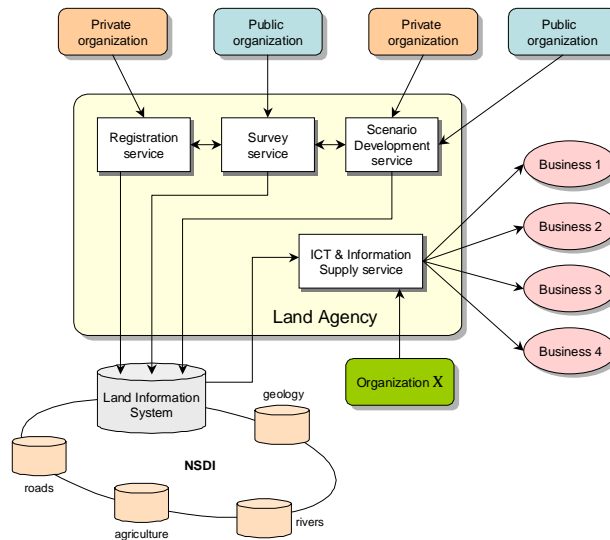 Private
organization
Public
organization
Private
organization
Public
organization
Registration
service
Survey
service
Scenario
Development
service
Business 1
Business 2
ICT & Information
Supply service
Business 3
Land Agency
Business 4
Organization X
Land Information
System
geology
NSDI
roads
agriculture
rivers